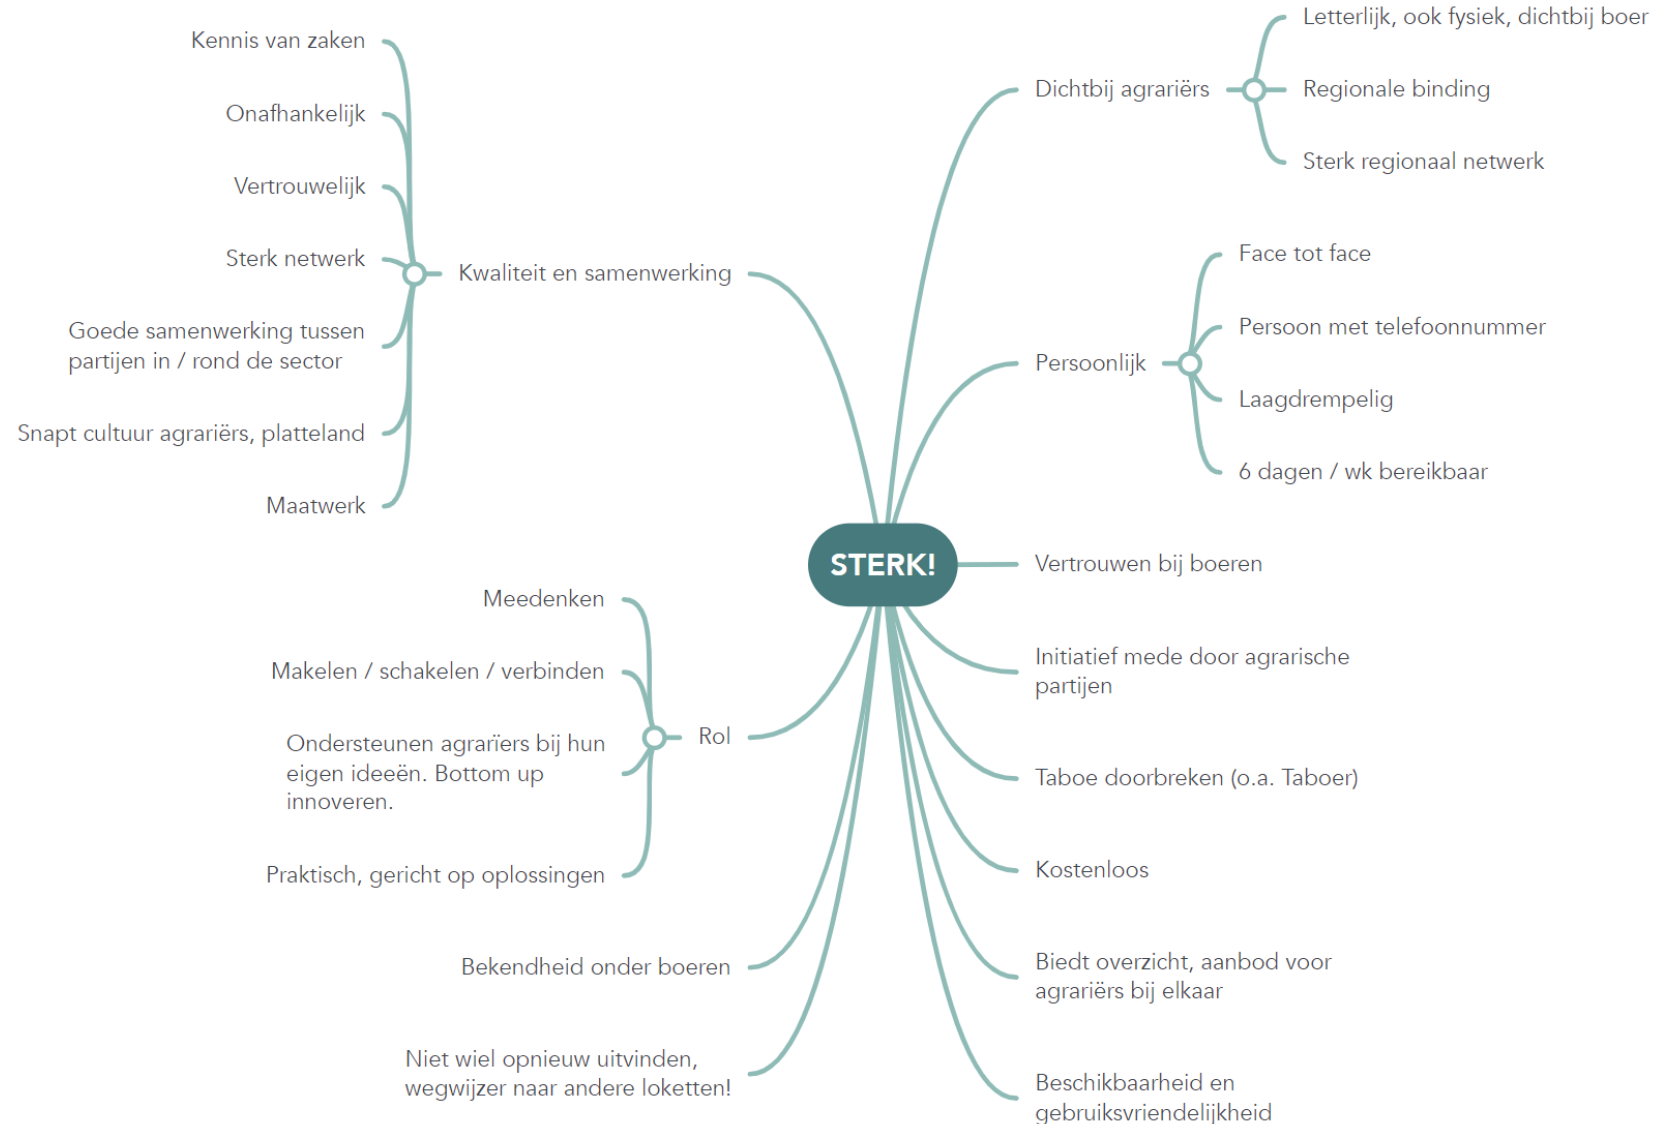 Kennis van zaken
Onafhankelijk
Vertrouwelijk
Sterk netwerk
Goede samenwerking tussen
partijen in / rond de sector
Snapt cultuur agrariërs, platteland
Maatwerk
Kwaliteit en samenwerking
Meedenken
Makelen / schakelen / verbinden
Ondersteunen agrarïers bij hun
eigen ideeën. Bottom up
innoveren.
Praktisch, gericht op oplossingen
Rol
Bekendheid onder boeren
Niet wiel opnieuw uitvinden,
wegwijzer naar andere loketten!
STERK!
Dichtbij agrariërs
Letterlijk, ook fysiek, dichtbij boer
Regionale binding
Sterk regionaal netwerk
Persoonlijk
Face tot face
Persoon met telefoonnummer
Laagdrempelig
6 dagen / wk bereikbaar
Vertrouwen bij boeren
Initiatief mede door agrarische
partijen
Taboe doorbreken (o.a. Taboer)
Kostenloos
Biedt overzicht, aanbod voor
agrariërs bij elkaar
Beschikbaarheid en
gebruiksvriendelijkheid